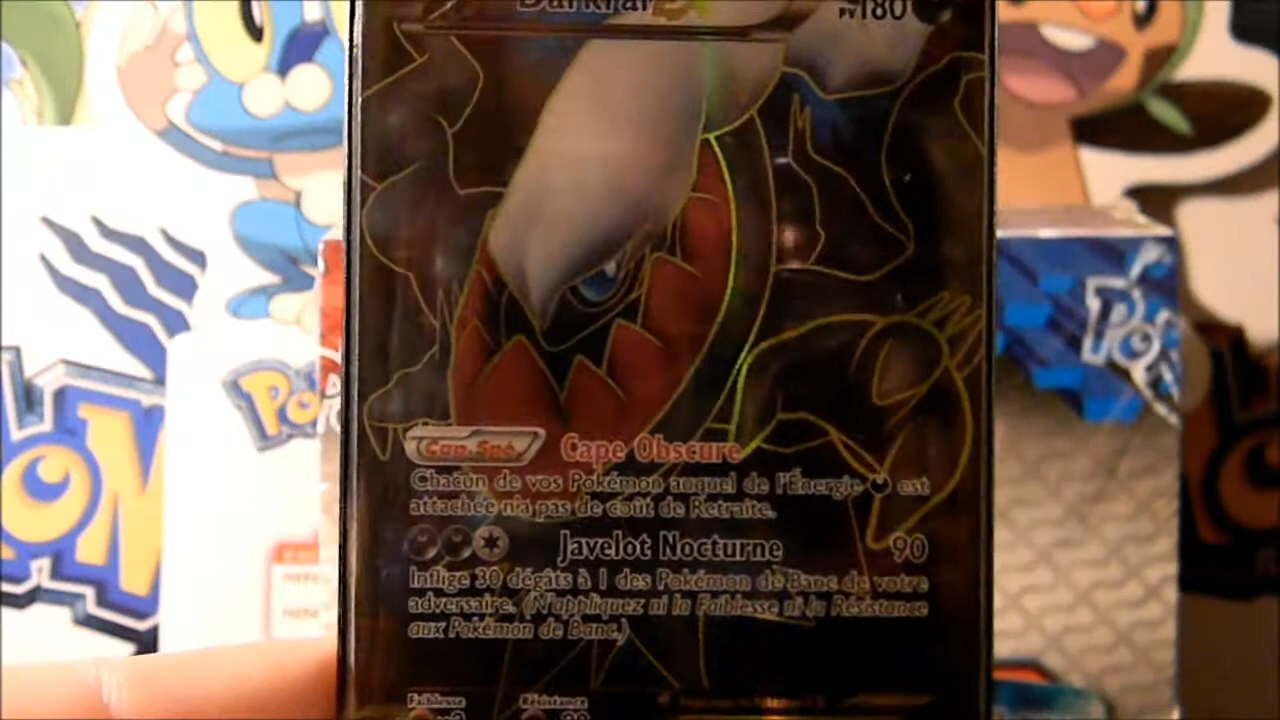 Darkrai
PV180
Cap. Spé. Cape Obscure
Chacun de vos Pokémon auquel de l'Énergie est
attachée n'a pas de coût de Retraite.
Javelot Nocturne 90
Inflige 30 dégâts à 1 des Pokémon de Banc de votre
adversaire. (N'appliquez ni la Faiblesse ni la Résistance
aux Pokémon de Banc.)
Faiblesse Résistance
x2